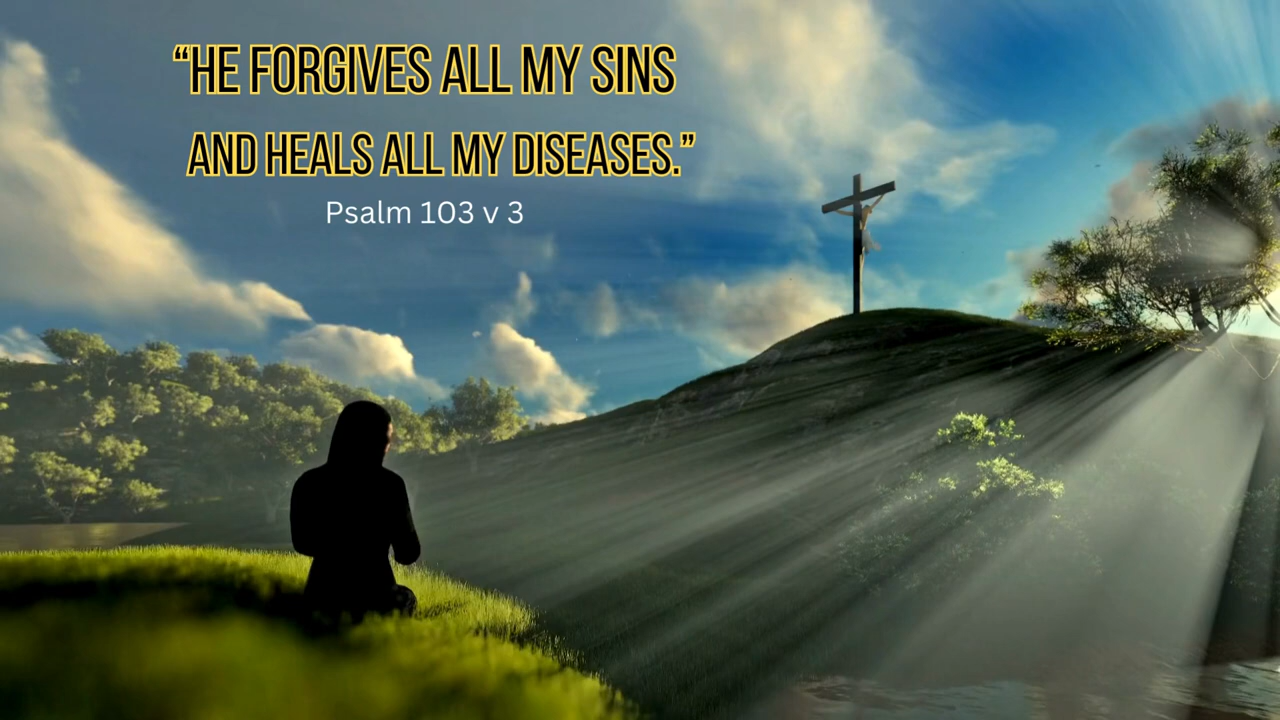 “HE FORGIVES ALL MY SINS
AND HEALS ALL MY DISEASES.”
Psalm 103 v 3